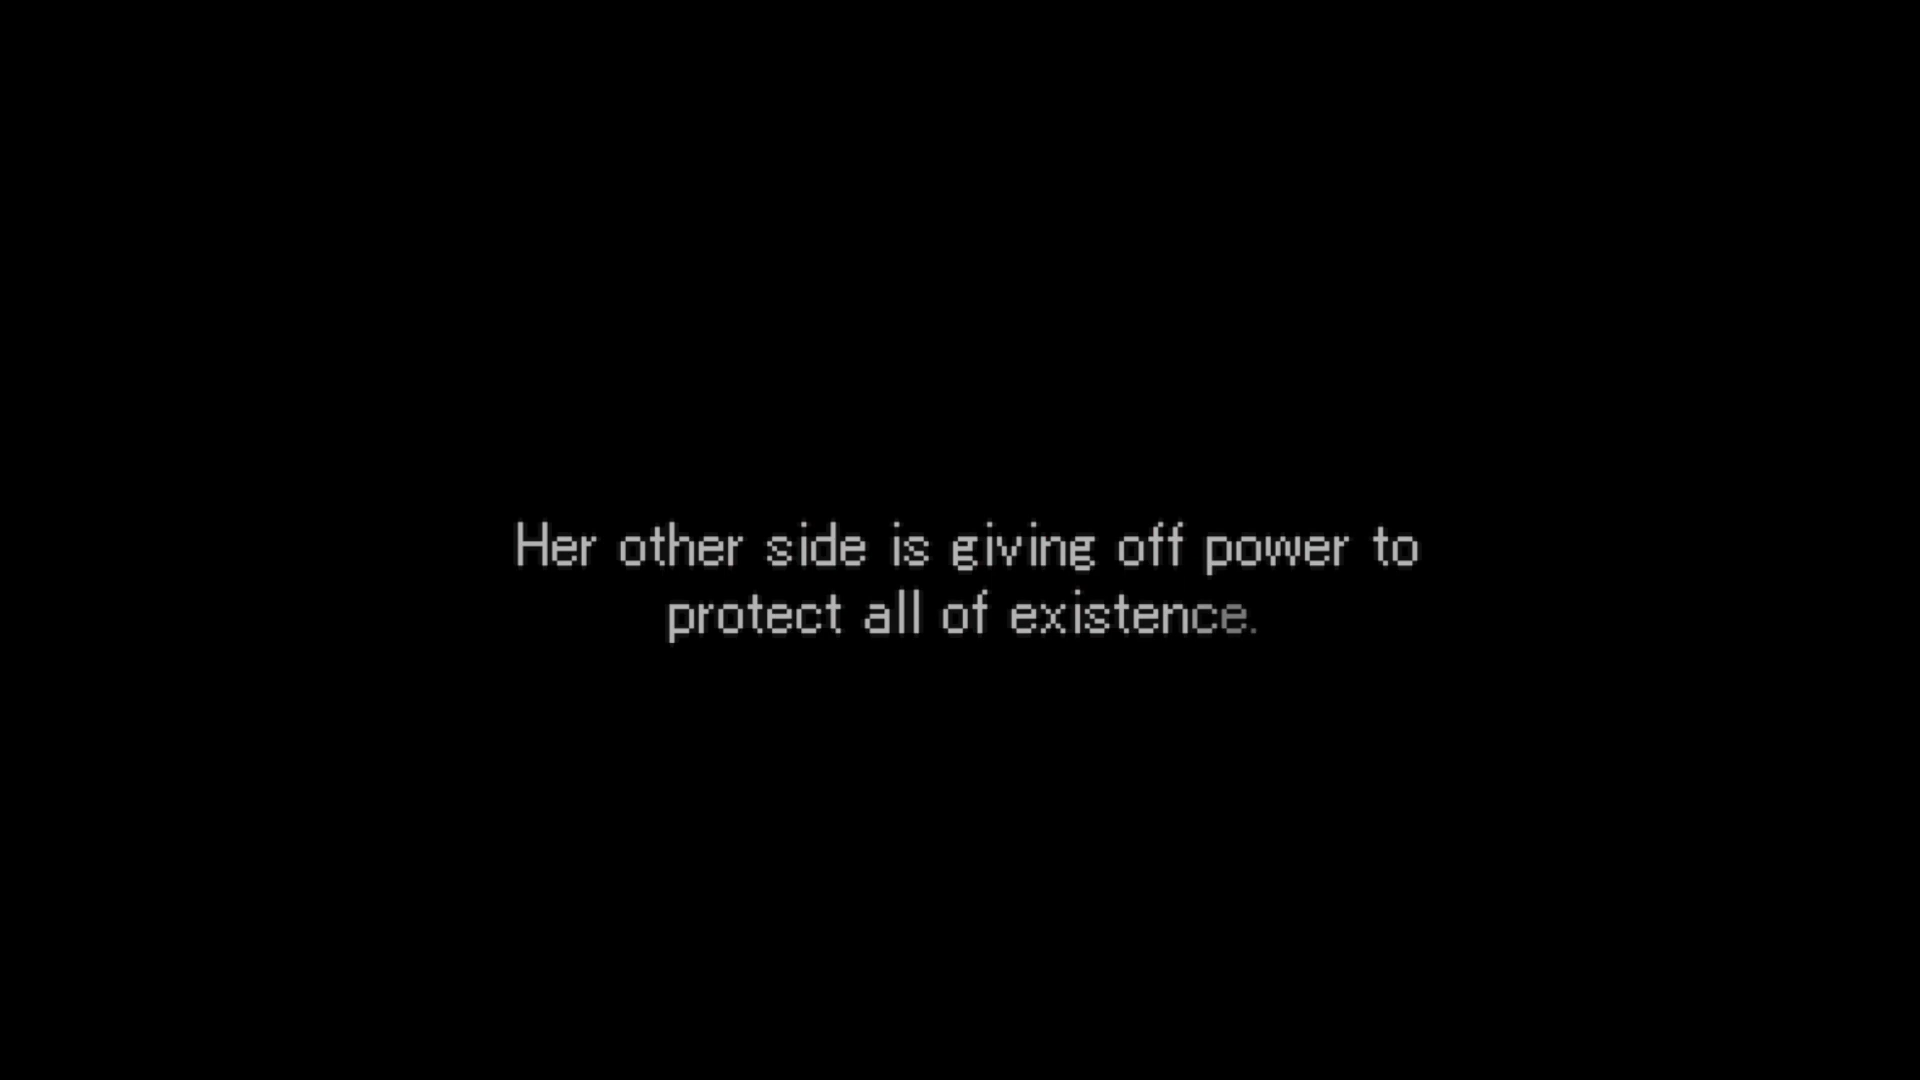 Her other side is giving off power to
protect all of existence.